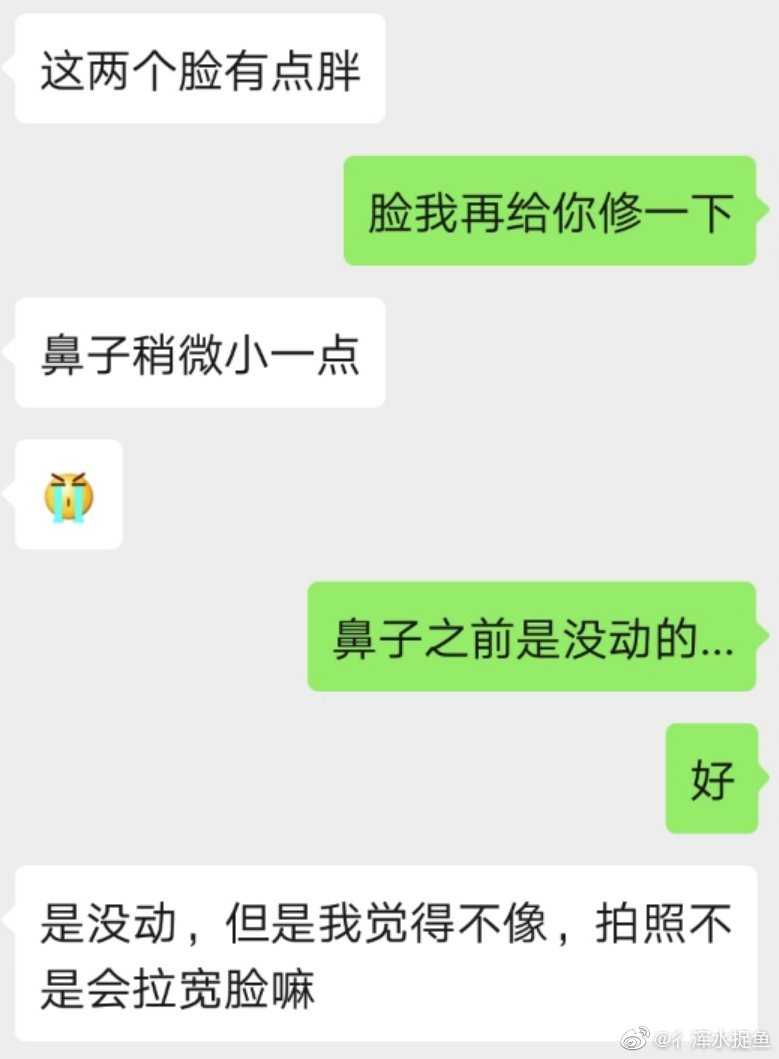 这两个脸有点胖
脸我再给你修一下
鼻子稍微小一点
鼻子之前是没动的...
好
是没动，但是我觉得不像，拍照不
是会拉宽脸嘛
@彳浑水捉鱼